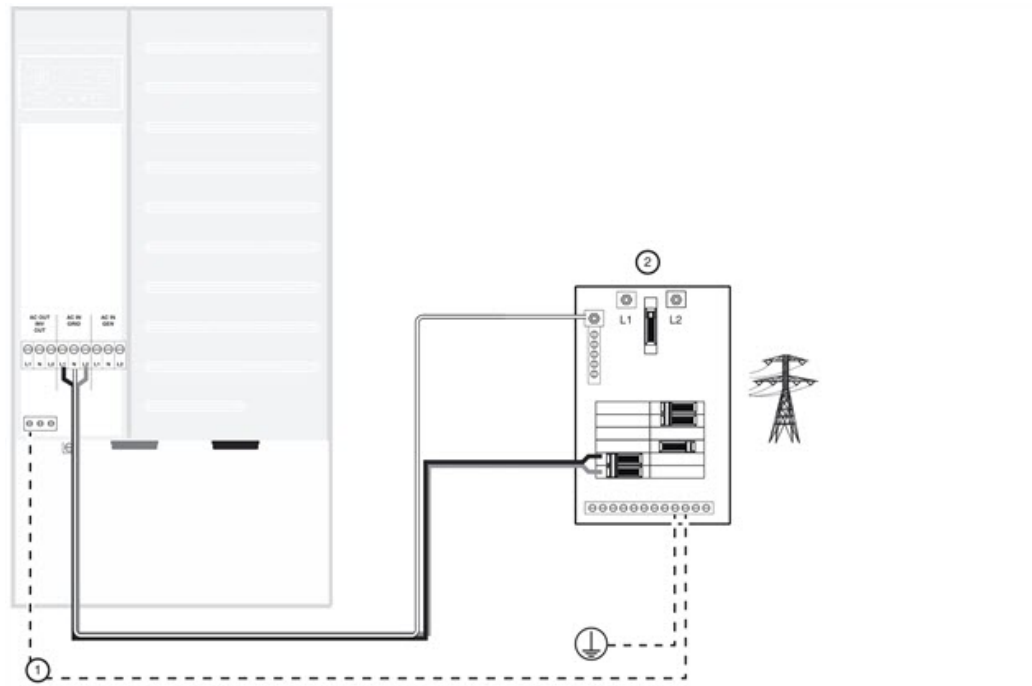 2
L1 L2
AC OUT AC IN AC IN
INV GRID GEN
OUT
L1 N L2 L1 N L2 L1 N L2
1